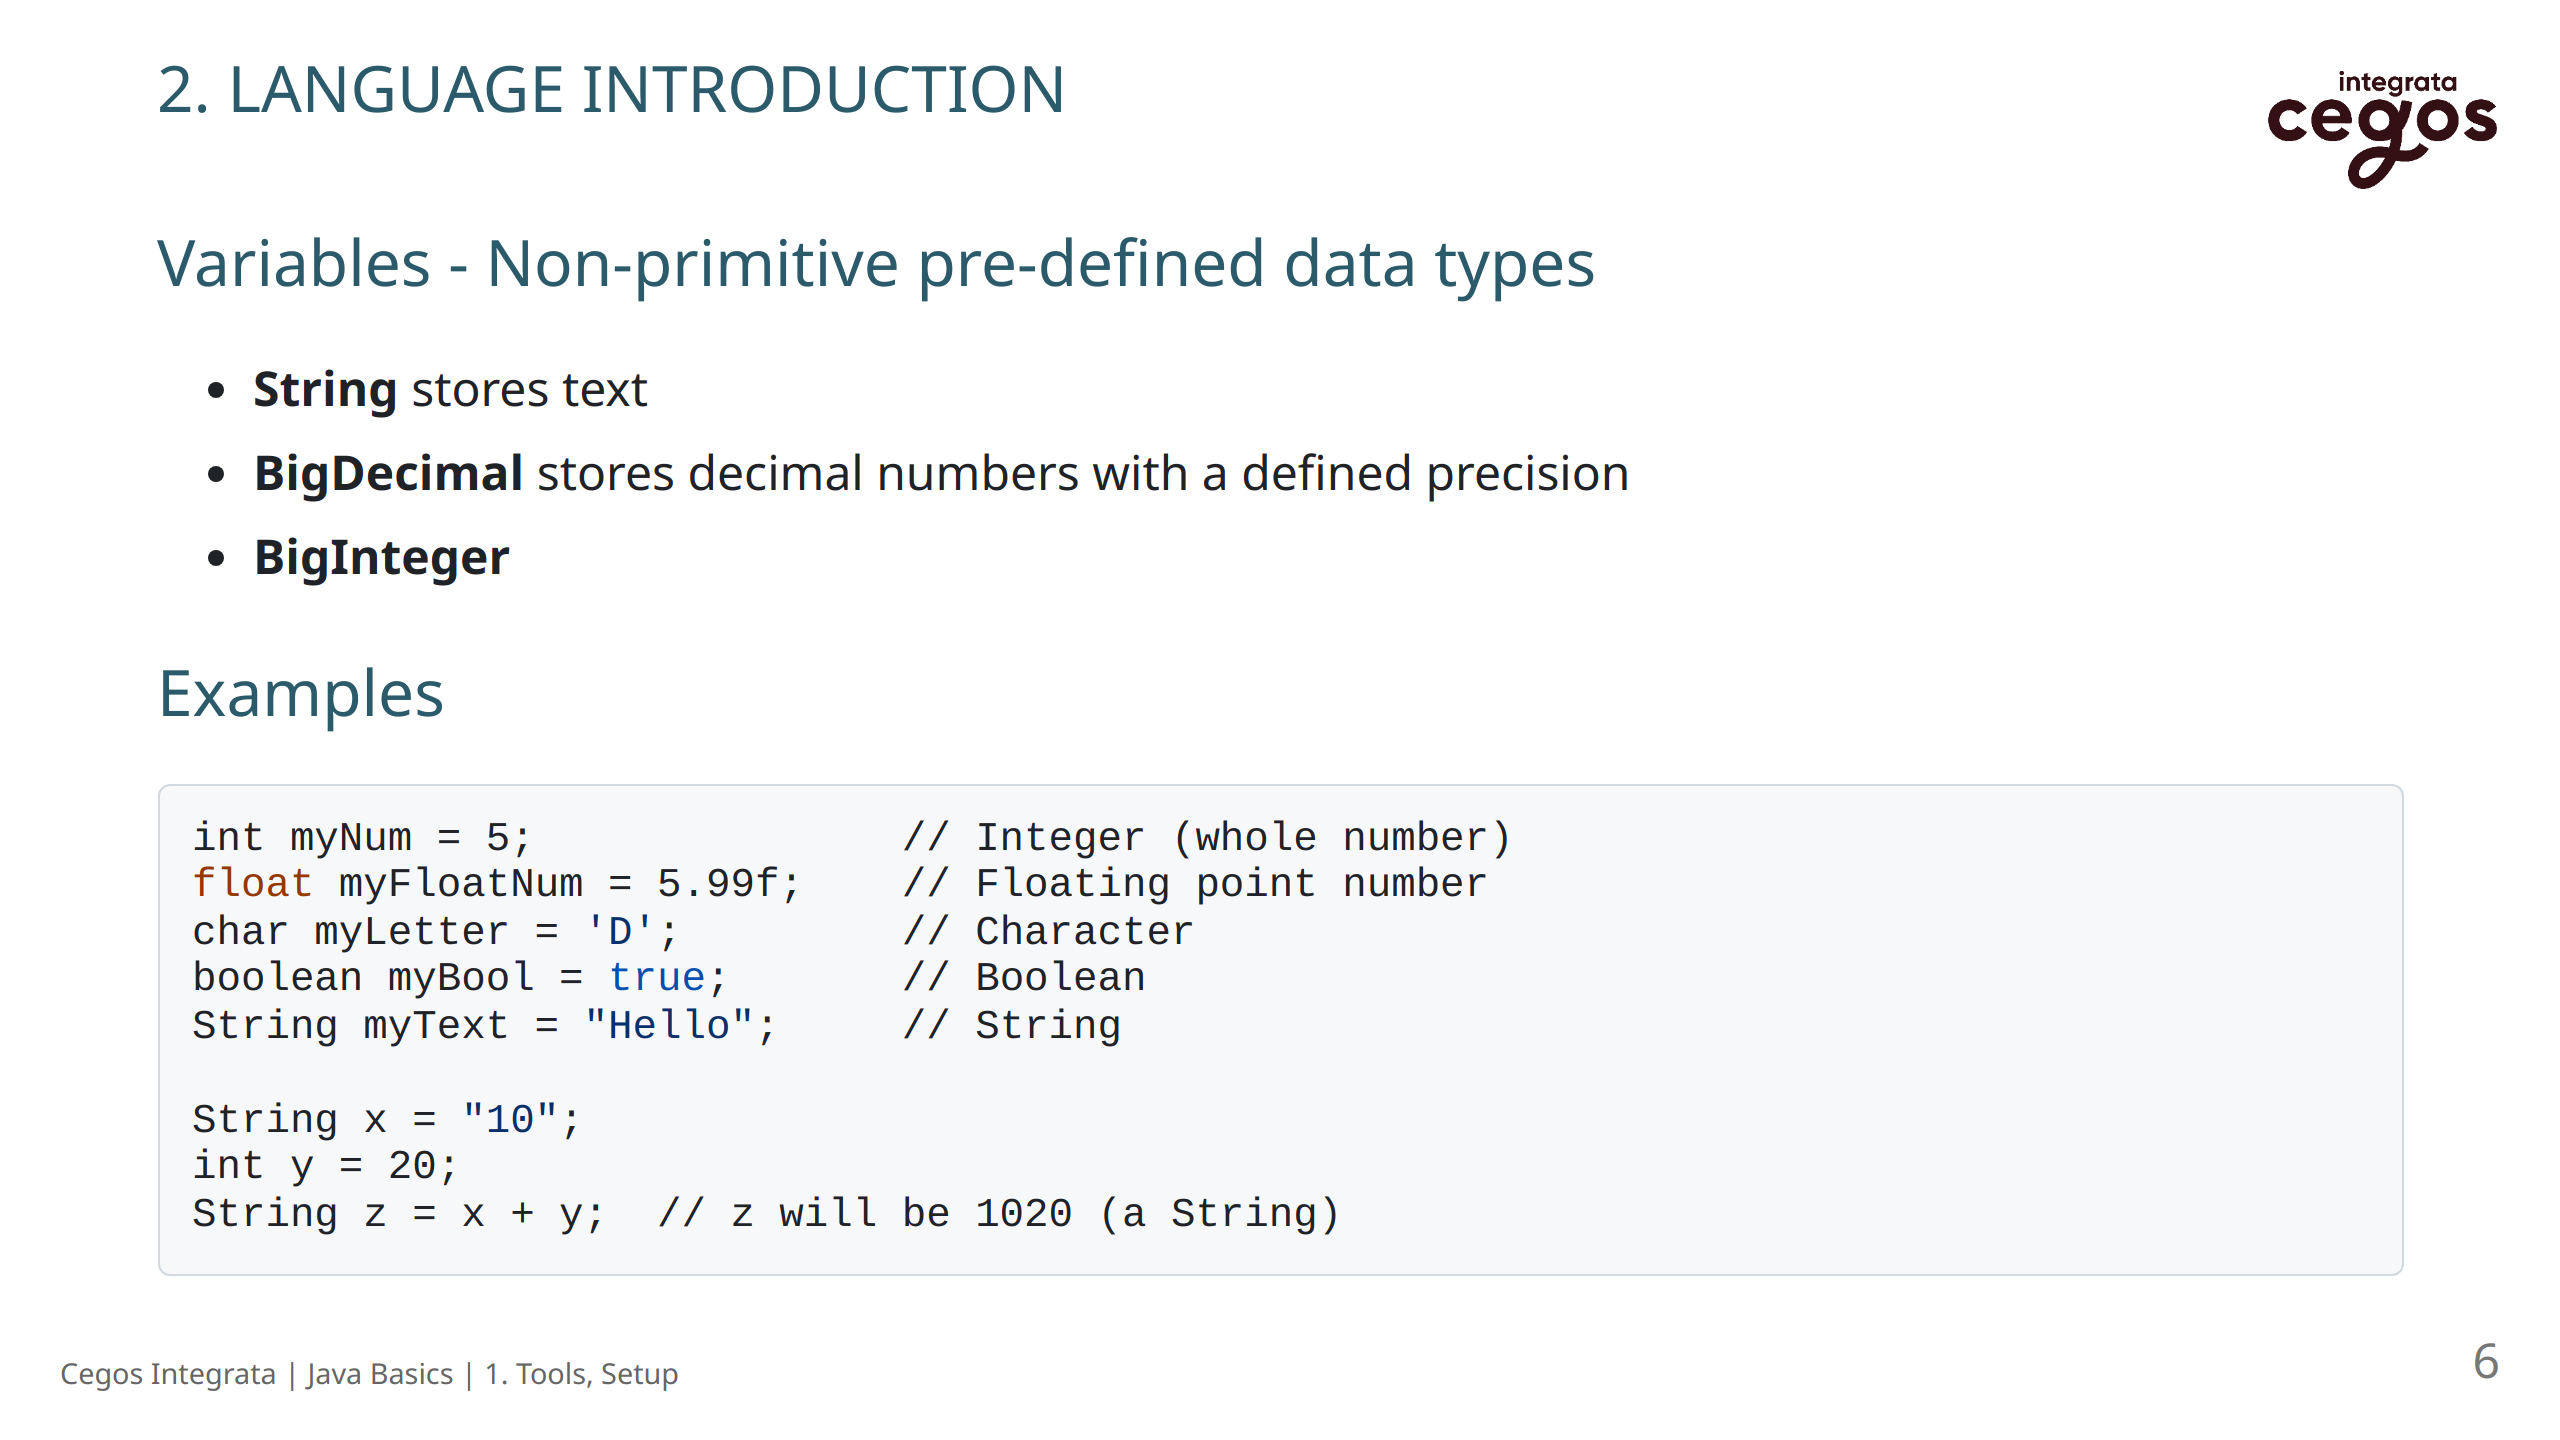 2. LANGUAGE INTRODUCTION
integrata
cegos
Variables - Non-primitive pre-defined data types
• String stores text
• BigDecimal stores decimal numbers with a defined precision
• BigInteger
Examples
int myNum = 5;               // Integer (whole number)
float myFloatNum = 5.99f;    // Floating point number
char myLetter = 'D';         // Character
boolean myBool = true;       // Boolean
String myText = "Hello";     // String
String x = "10";
int y = 20;
String z = x + y;  // z will be 1020 (a String)
Cegos Integrata | Java Basics | 1. Tools, Setup
6